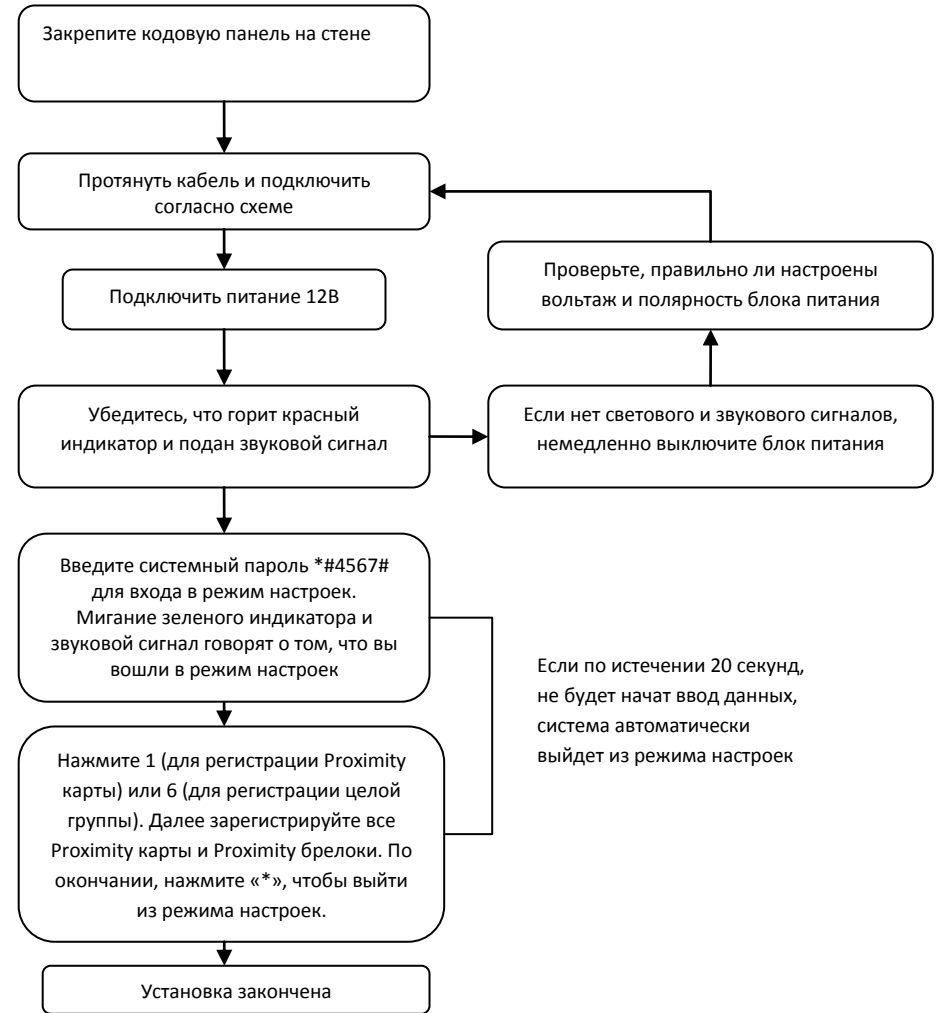 Закрепите кодовую панель на стене
Протянуть кабель и подключить
согласно схеме
Подключить питание 12В
Проверьте, правильно ли настроены
вольтаж и полярность блока питания
Убедитесь, что горит красный
индикатор и подан звуковой сигнал
Если нет светового и звукового сигналов,
немедленно выключите блок питания
Введите системный пароль *#4567#
для входа в режим настроек.
Мигание зеленого индикатора и
звуковой сигнал говорят о том, что вы
вошли в режим настроек
Если по истечении 20 секунд,
не будет начат ввод данных,
система автоматически
выйдет из режима настроек
Нажмите 1 (для регистрации Proximity
карты) или 6 (для регистрации целой
группы). Далее зарегистрируйте все
Proximity карты и Proximity брелоки. По
окончании, нажмите «*», чтобы выйти
из режима настроек.
Установка закончена